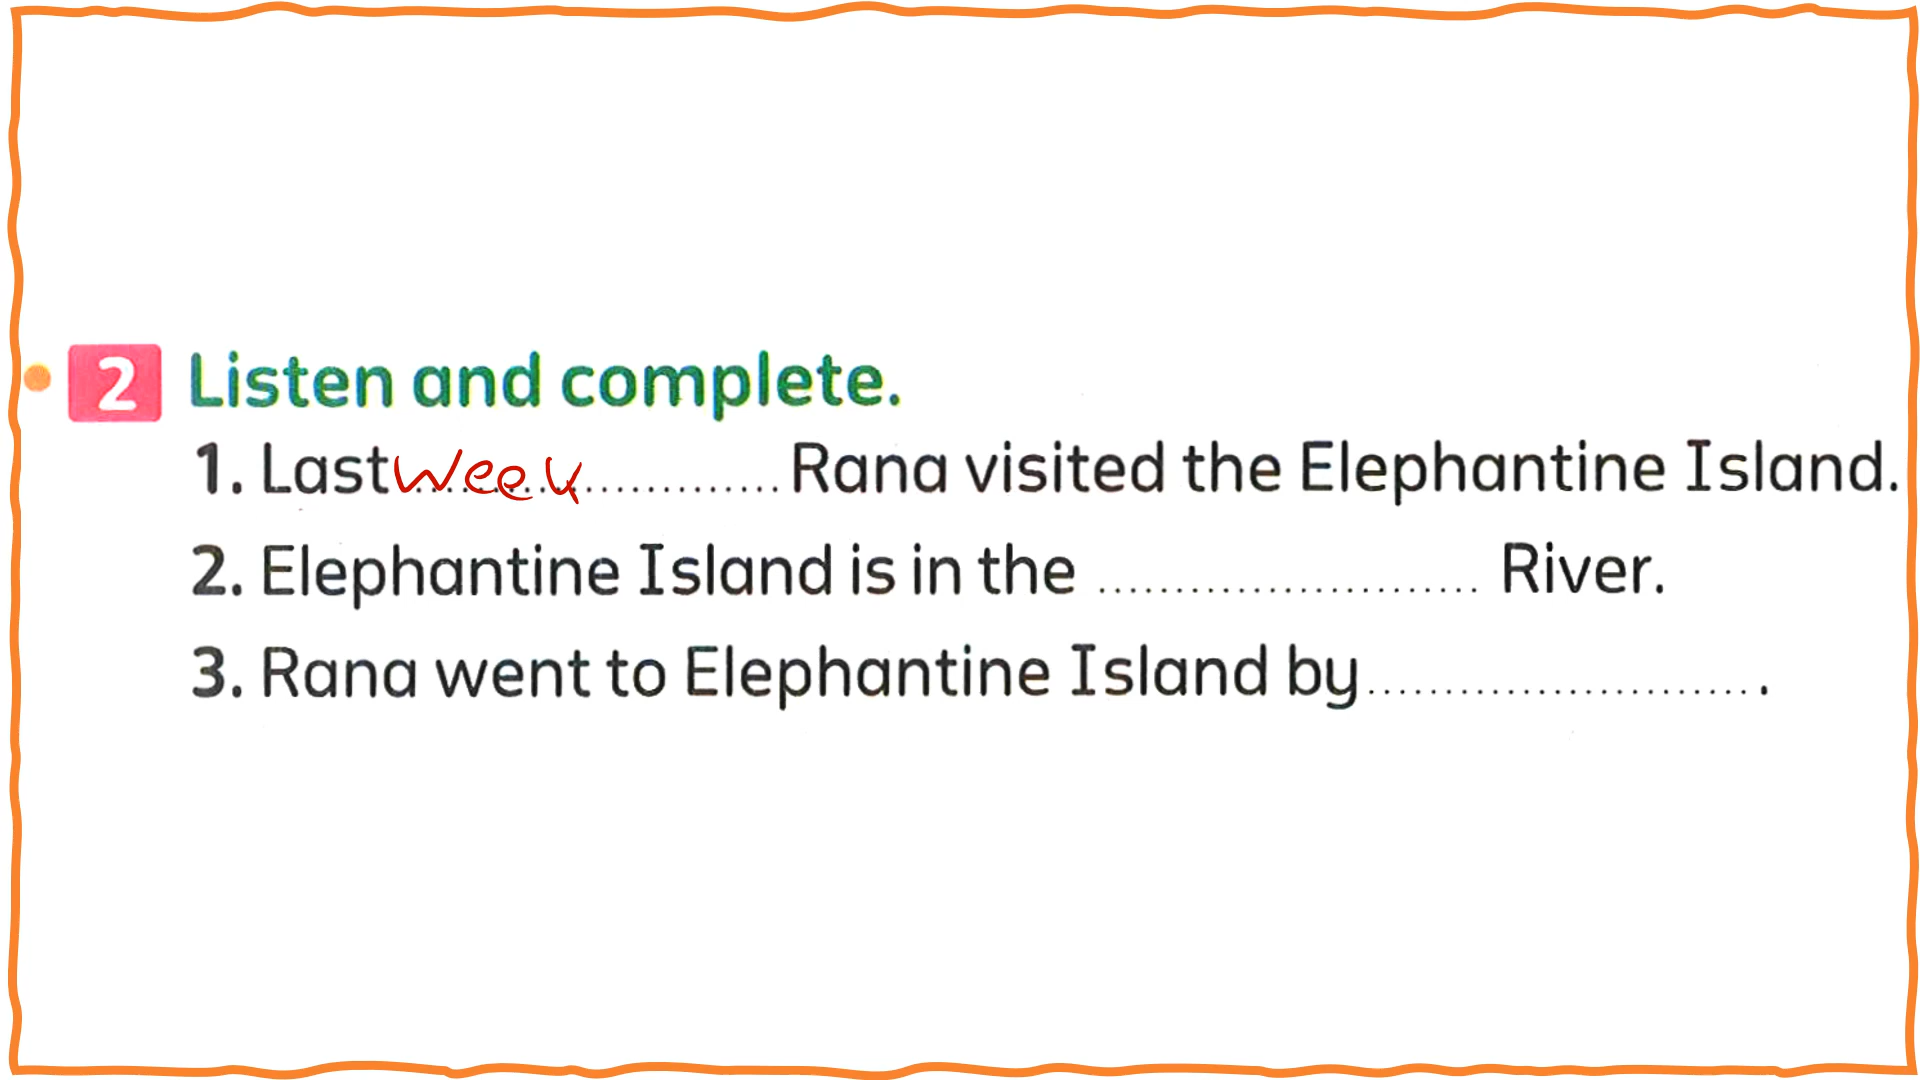 2 Listen and complete.
1. Last week ............ Rana visited the Elephantine Island.
2. Elephantine Island is in the ........................ River.
3. Rana went to Elephantine Island by ........................ .